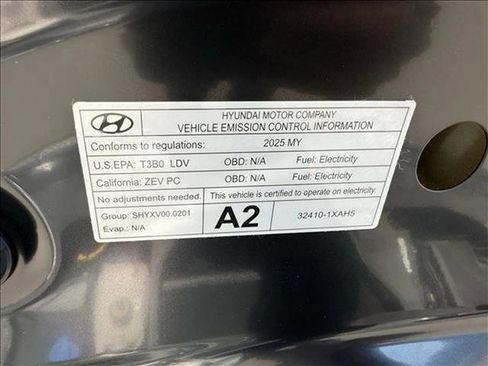 HYUNDAI MOTOR COMPANY
VEHICLE EMISSION CONTROL INFORMATION
Conforms to regulations: 2025 MY
U.S.EPA: T3B0 LDV OBD: N/A Fuel: Electricity
California: ZEV PC OBD: N/A Fuel: Electricity
No adjustments needed. This vehicle is certified to operate on electricity.
Group: SHYXV00.0201 A2 32410-1XAH5
Evap.: N/A